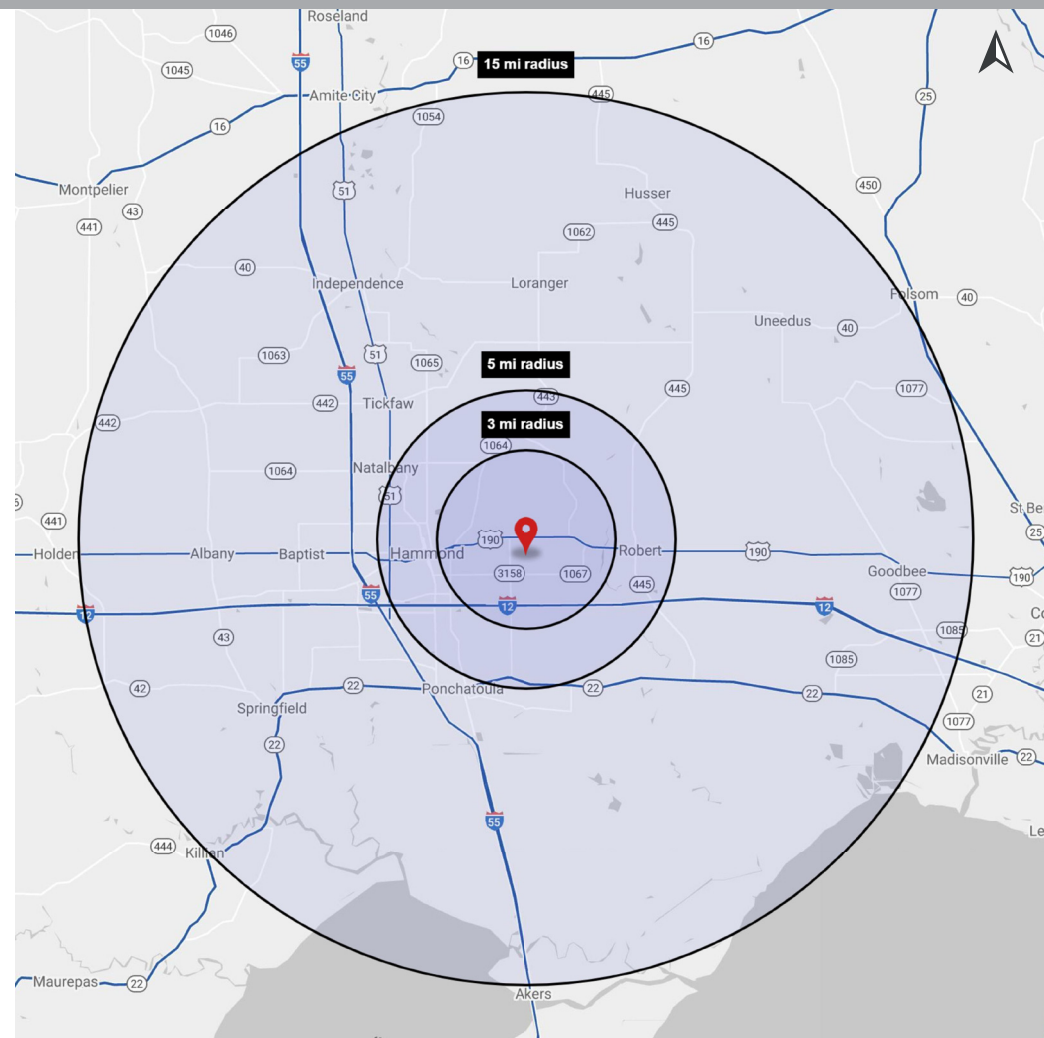 Roseland
1046
55
16
16
15 mi radius
1045
Amite City
445
25
1054
16
Montpelier
51
450
43
Husser
441
445
1062
40
Independence
Loranger
Folsom
40
Uneedus
40
1063
51
1065
5 mi radius
55
445
1077
443
442
Tickfaw
442
3 mi radius
1064
1064
Natalbany
51
441
St Be
25
190
Holden
Albany
Baptist
Hammond
Robert
190
Goodbee
190
3158
1067
445
1077
55
12
12
12
43
1085
21
1085
42
22
Ponchatoula
22
22
21
Springfield
1077
22
Madisonville
22
55
Le
444
Killian
Maurepas
22
Akers